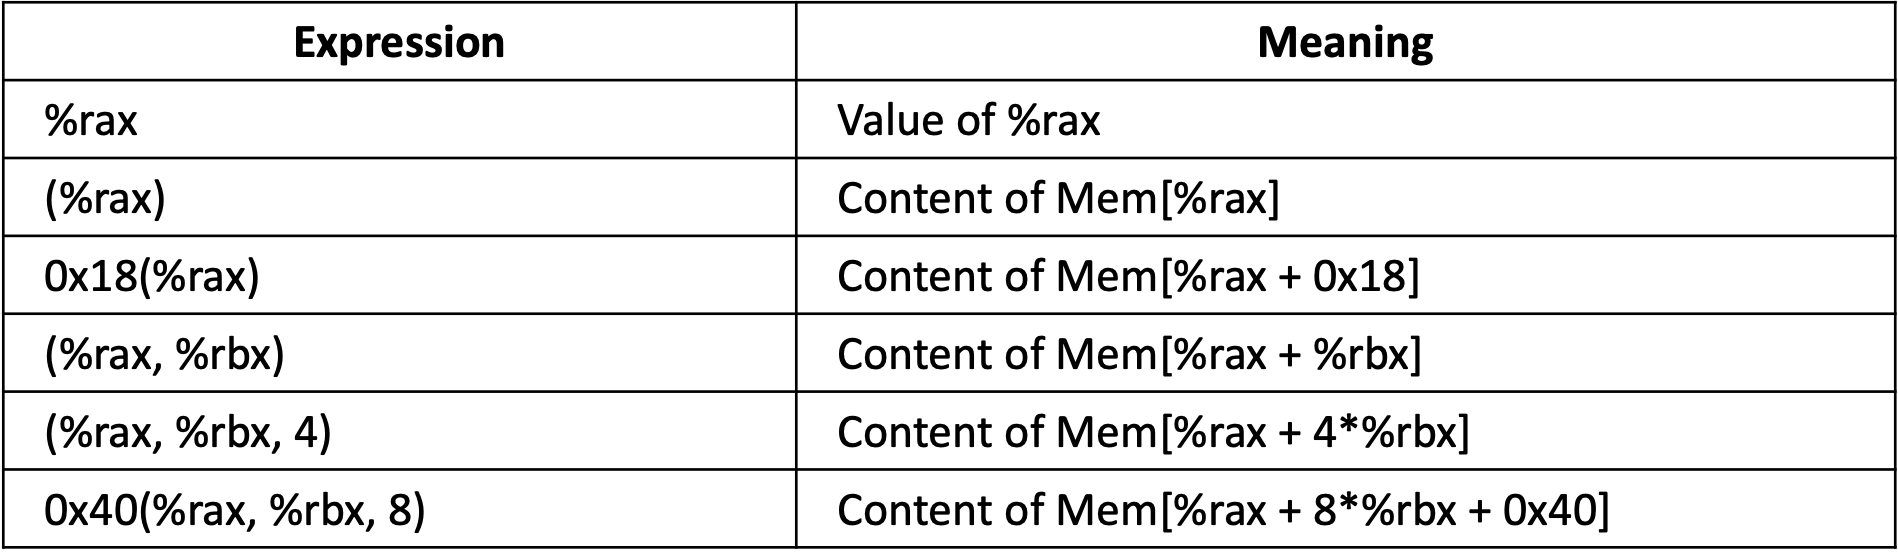 Expression Meaning
%rax Value of %rax
(%rax) Content of Mem[%rax]
0x18(%rax) Content of Mem[%rax + 0x18]
(%rax, %rbx) Content of Mem[%rax + %rbx]
(%rax, %rbx, 4) Content of Mem[%rax + 4*%rbx]
0x40(%rax, %rbx, 8) Content of Mem[%rax + 8*%rbx + 0x40]